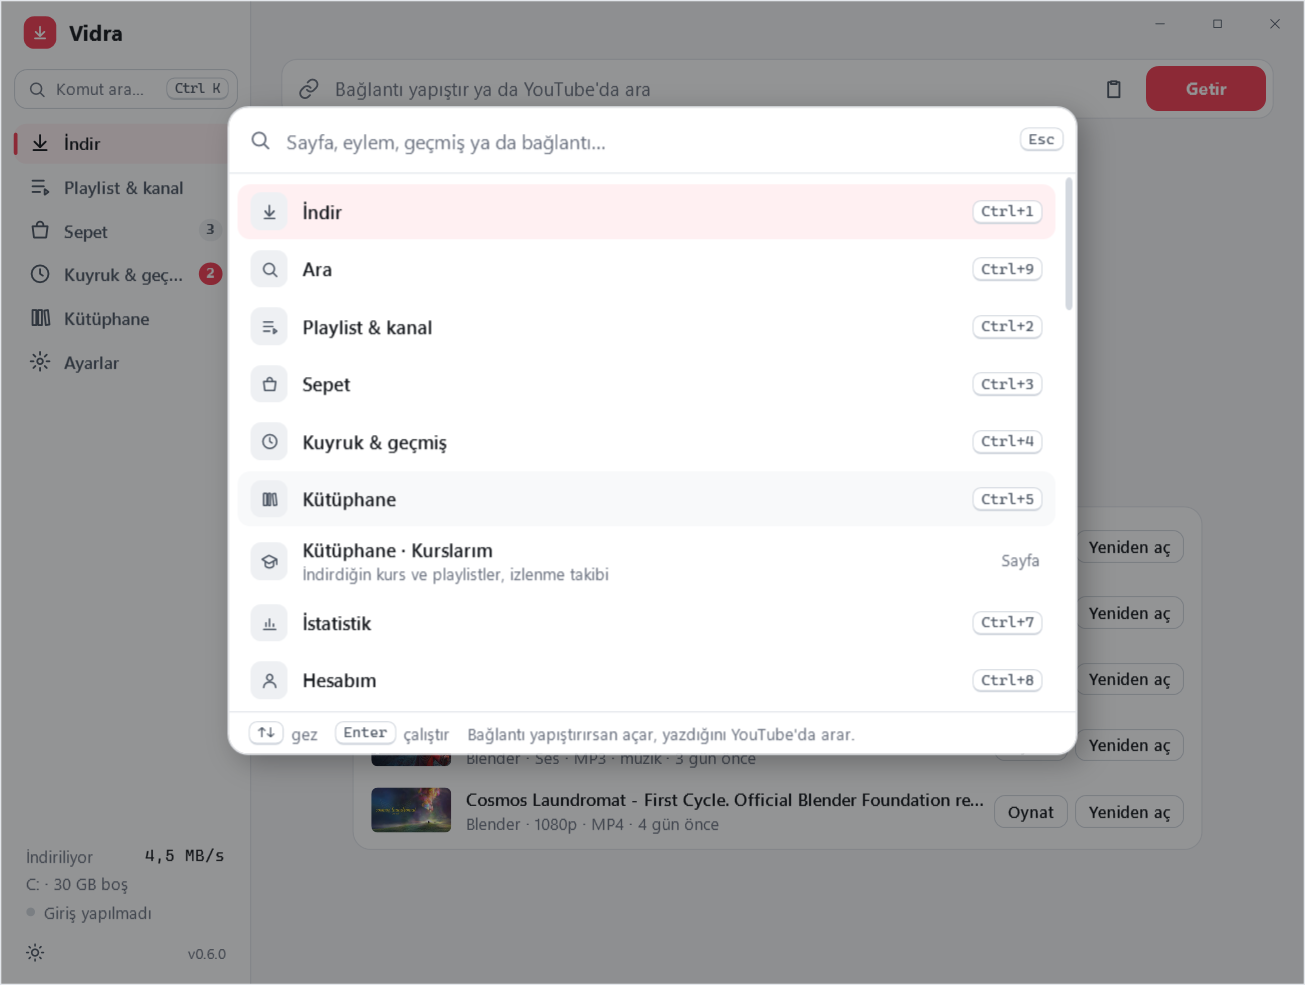 Vidra
Komut ara... Ctrl K
İndir
Playlist & kanal
Sepet 3
Kuyruk & geç... 2
Kütüphane
Ayarlar
İndiriliyor 4,5 MB/s
C: · 30 GB boş
Giriş yapılmadı
v0.6.0
Bağlantı yapıştır ya da YouTube'da ara
Getir
Sayfa, eylem, geçmiş ya da bağlantı... Esc
İndir Ctrl+1
Ara Ctrl+9
Playlist & kanal Ctrl+2
Sepet Ctrl+3
Kuyruk & geçmiş Ctrl+4
Kütüphane Ctrl+5
Kütüphane · Kurslarım
İndirdiğin kurs ve playlistler, izlenme takibi
Sayfa
İstatistik Ctrl+7
Hesabım Ctrl+8
↑↓ gez Enter çalıştır Bağlantı yapıştırırsan açar, yazdığını YouTube'da arar.
Yeniden aç
Yeniden aç
Yeniden aç
Yeniden aç
Blender · Ses · MP3 · müzik · 3 gün önce
Cosmos Laundromat - First Cycle. Official Blender Foundation re...
Blender · 1080p · MP4 · 4 gün önce
Oynat Yeniden aç